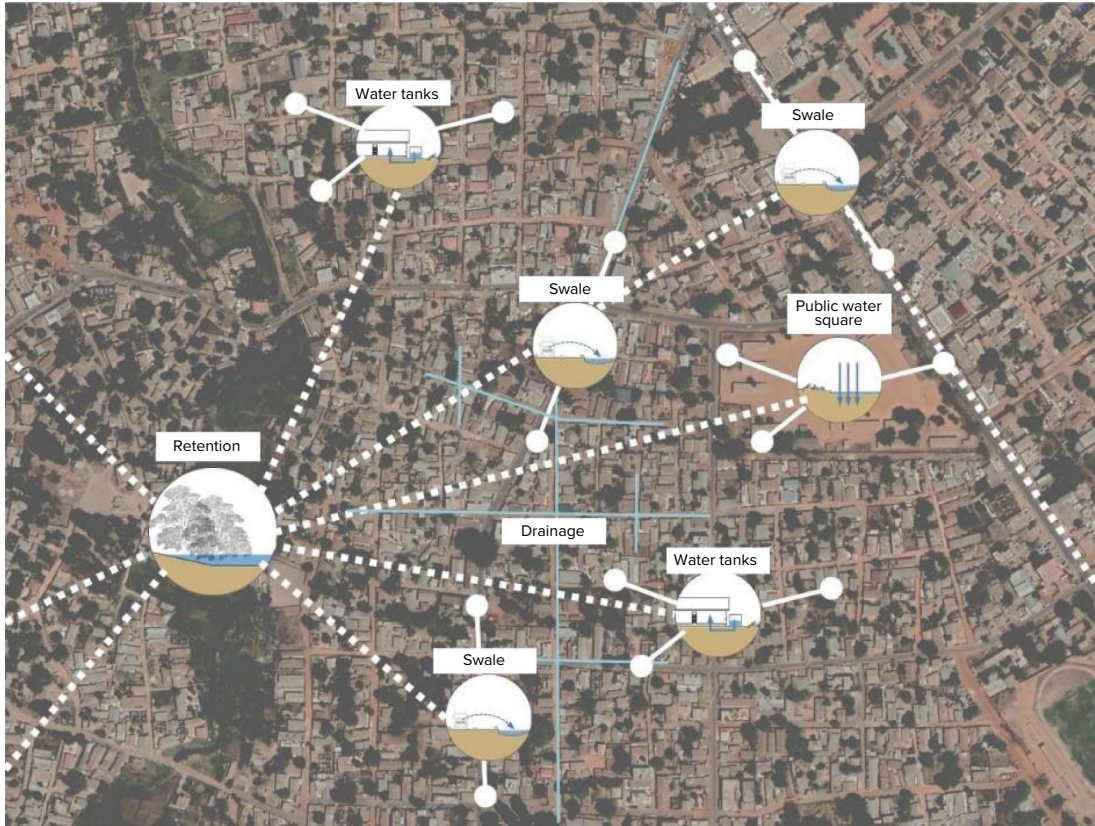 Water tanks
Swale
Swale
Public water
square
Retention
Drainage
Water tanks
Swale